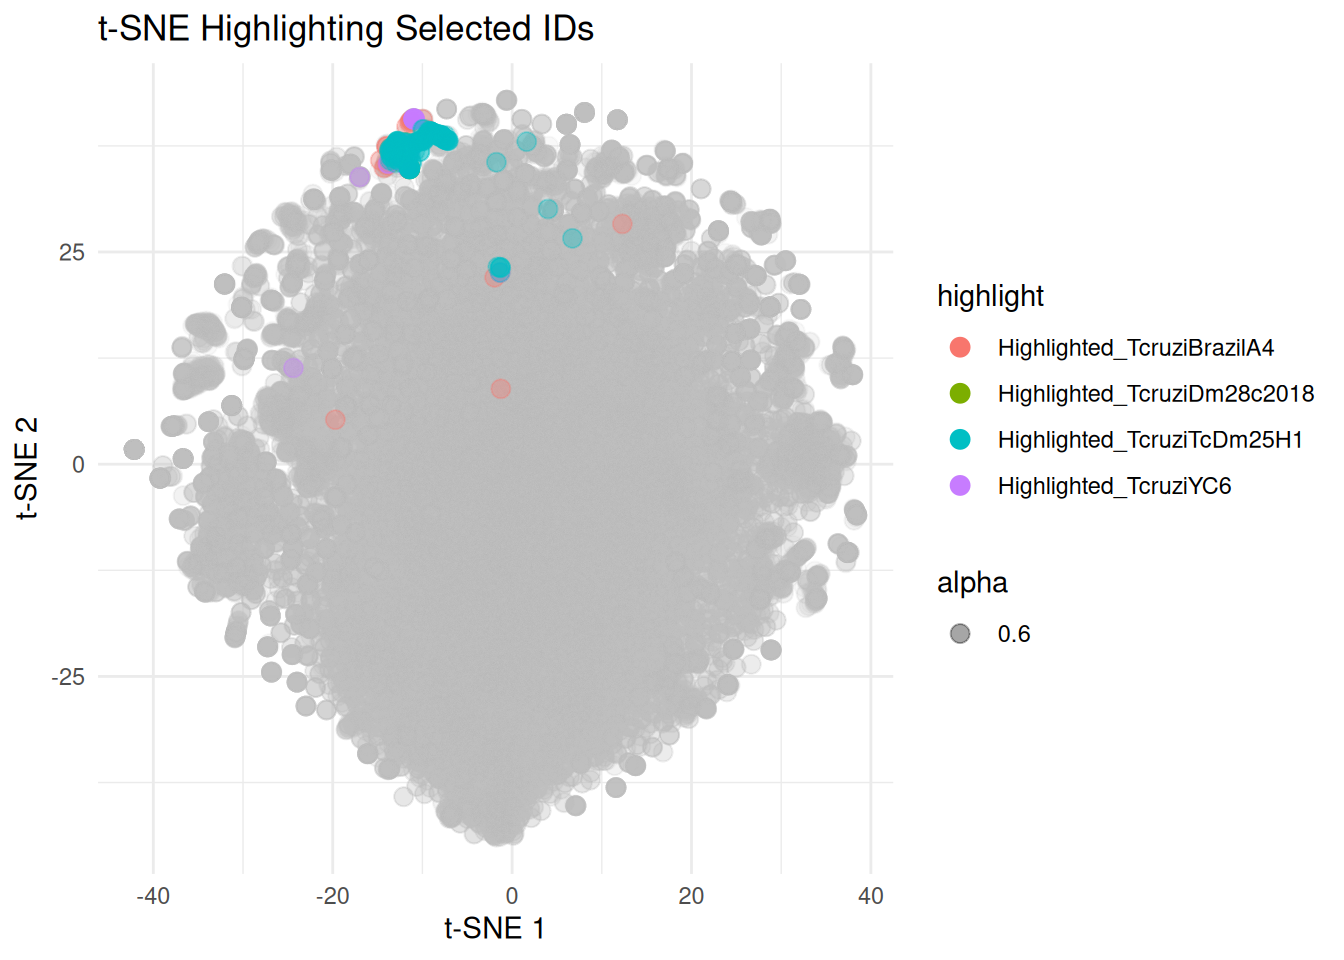 t-SNE Highlighting Selected IDs
25
0
-25
-40
-20
0
20
40
t-SNE 1
t-SNE 2
highlight
Highlighted_TcruziBrazilA4
Highlighted_TcruziDm28c2018
Highlighted_TcruziTcDm25H1
Highlighted_TcruziYC6
alpha
0.6